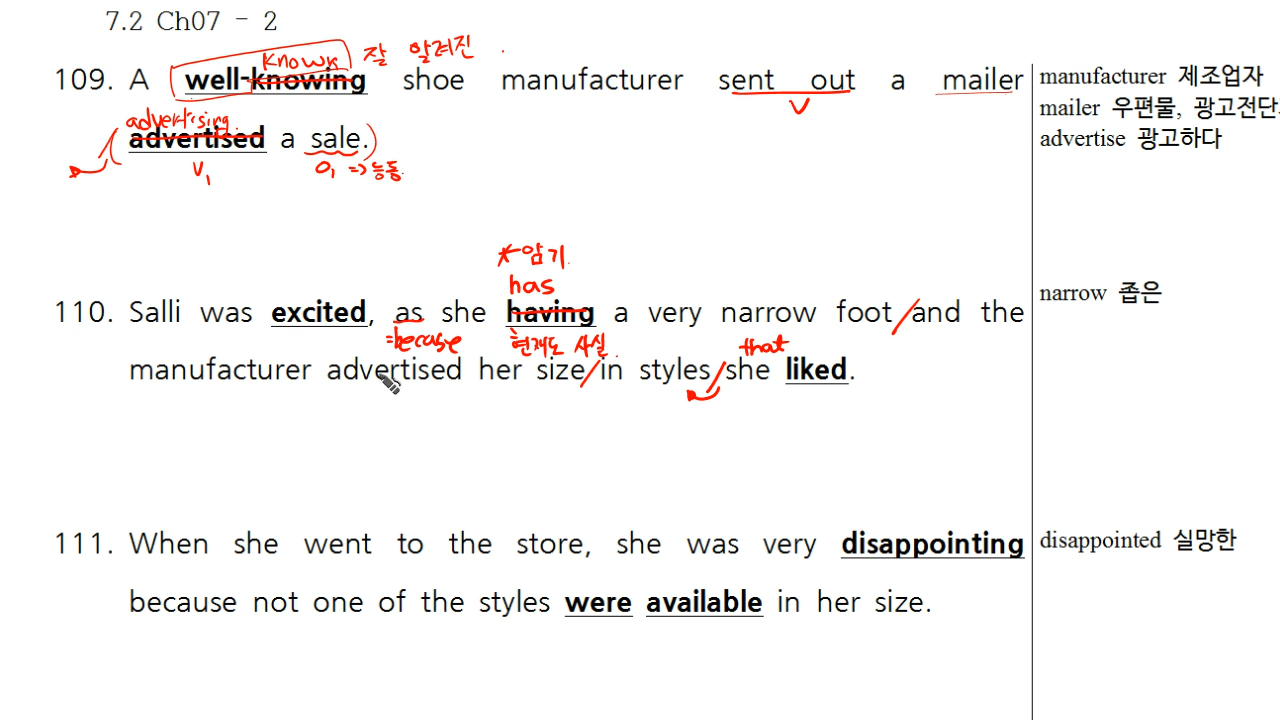 7.2 Ch07 - 2
known 잘 알려진
109. A well-knowing shoe manufacturer sent out a mailer
manufacturer 제조업자
mailer 우편물, 광고전단
V
advertising
advertised a sale.
advertise 광고하다
V1 O1 => 능동
*암기
has
110. Salli was excited, as she having a very narrow foot / and the
narrow 좁은
=becase 현재도 사실 that
manufacturer advertised her size / in styles / she liked.
111. When she went to the store, she was very disappointing
disappointed 실망한
because not one of the styles were available in her size.